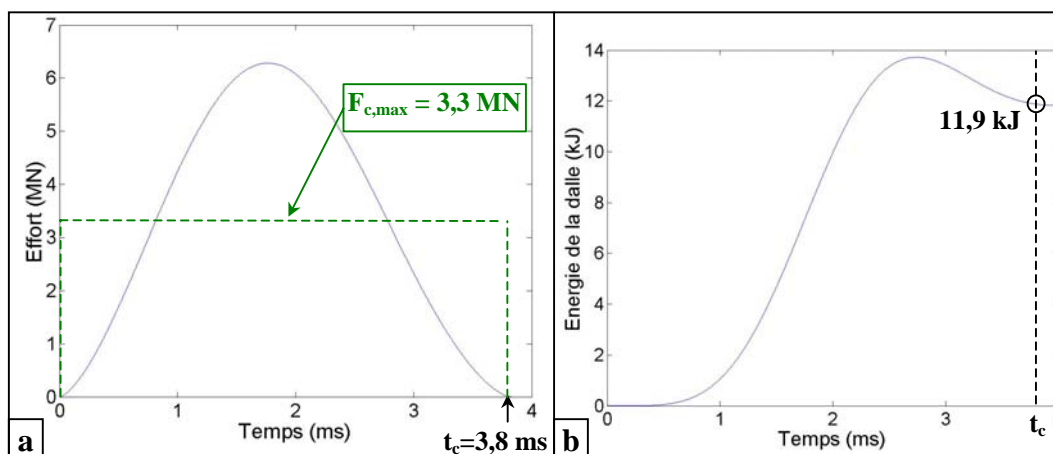 7
6
5
4
3
2
1
0
Effort (MN)
F_c,max = 3,3 MN
0 1 2 3 4
Temps (ms)
t_c=3,8 ms
a
14
12
10
8
6
4
2
0
Energie de la dalle (kJ)
11,9 kJ
0 1 2 3
Temps (ms)
t_c
b